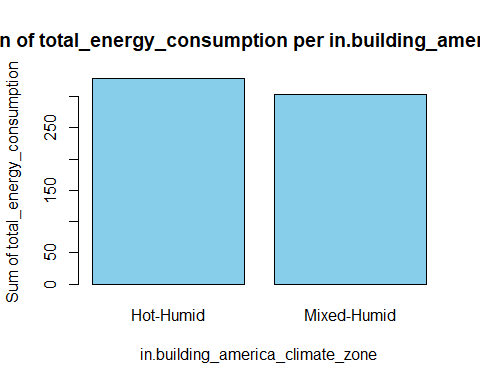 n of total_energy_consumption per in.building_amer
Sum of total_energy_consumption
250
150
50
0
Hot-Humid Mixed-Humid
in.building_america_climate_zone